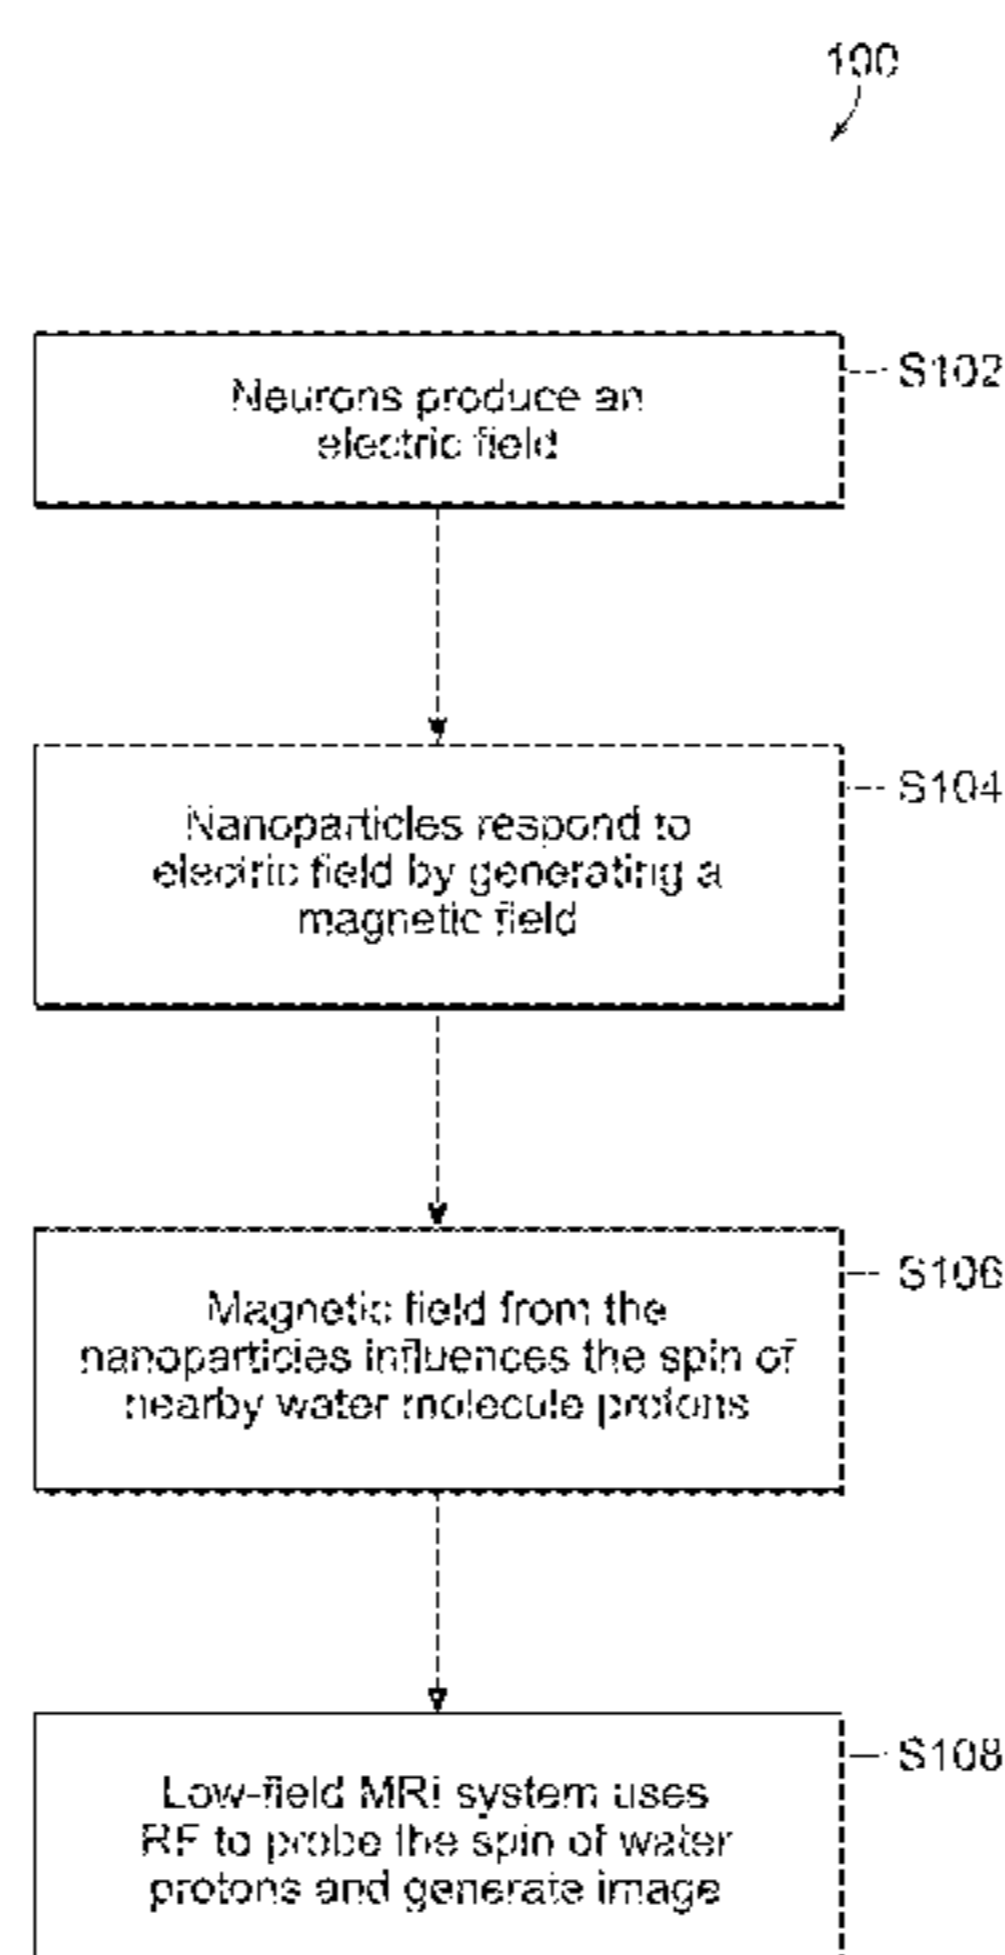 100
Neurons produce an
electric field
S102
Nanoparticles respond to
electric field by generating a
magnetic field
S104
Magnetic field from the
nanoparticles influences the spin of
nearby water molecule protons
S106
Low-field MRI system uses
RF to probe the spin of water
protons and generate image
S108